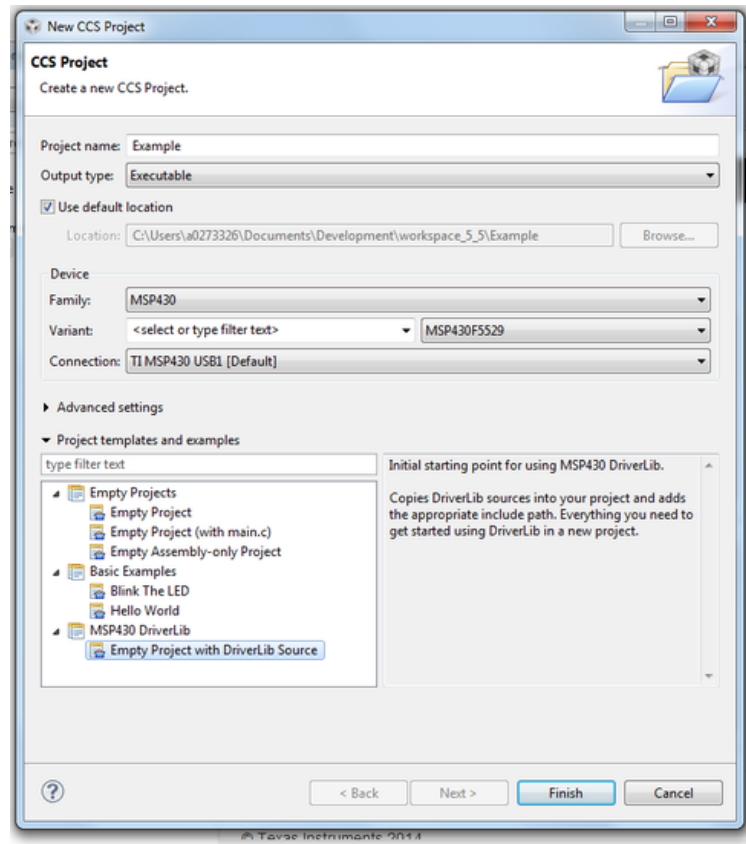 New CCS Project
CCS Project
Create a new CCS Project.
Project name: Example
Output type: Executable
Use default location
Location: C:\Users\a0273326\Documents\Development\workspace_5_5\Example Browse...
Device
Family: MSP430
Variant: <select or type filter text> MSP430F5529
Connection: TI MSP430 USB1 [Default]
Advanced settings
Project templates and examples
type filter text
Empty Projects
Empty Project
Empty Project (with main.c)
Empty Assembly-only Project
Basic Examples
Blink The LED
Hello World
MSP430 DriverLib
Empty Project with DriverLib Source
Initial starting point for using MSP430 DriverLib.
Copies DriverLib sources into your project and adds
the appropriate include path. Everything you need to
get started using DriverLib in a new project.
? < Back Next > Finish Cancel
© Texas Instruments 2014